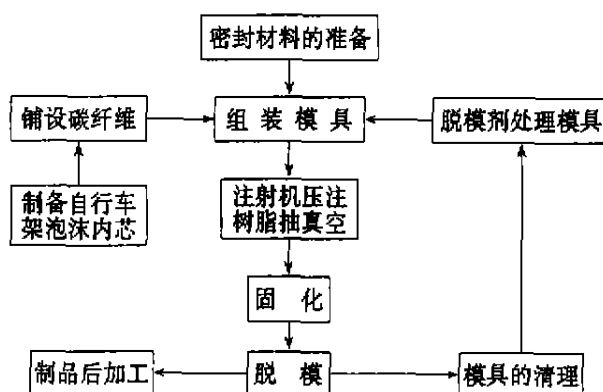 密封材料的准备
铺设碳纤维
组装模具
脱模剂处理模具
制备自行车
架泡沫内芯
注射机压注
树脂抽真空
固化
制品后加工
脱模
模具的清理